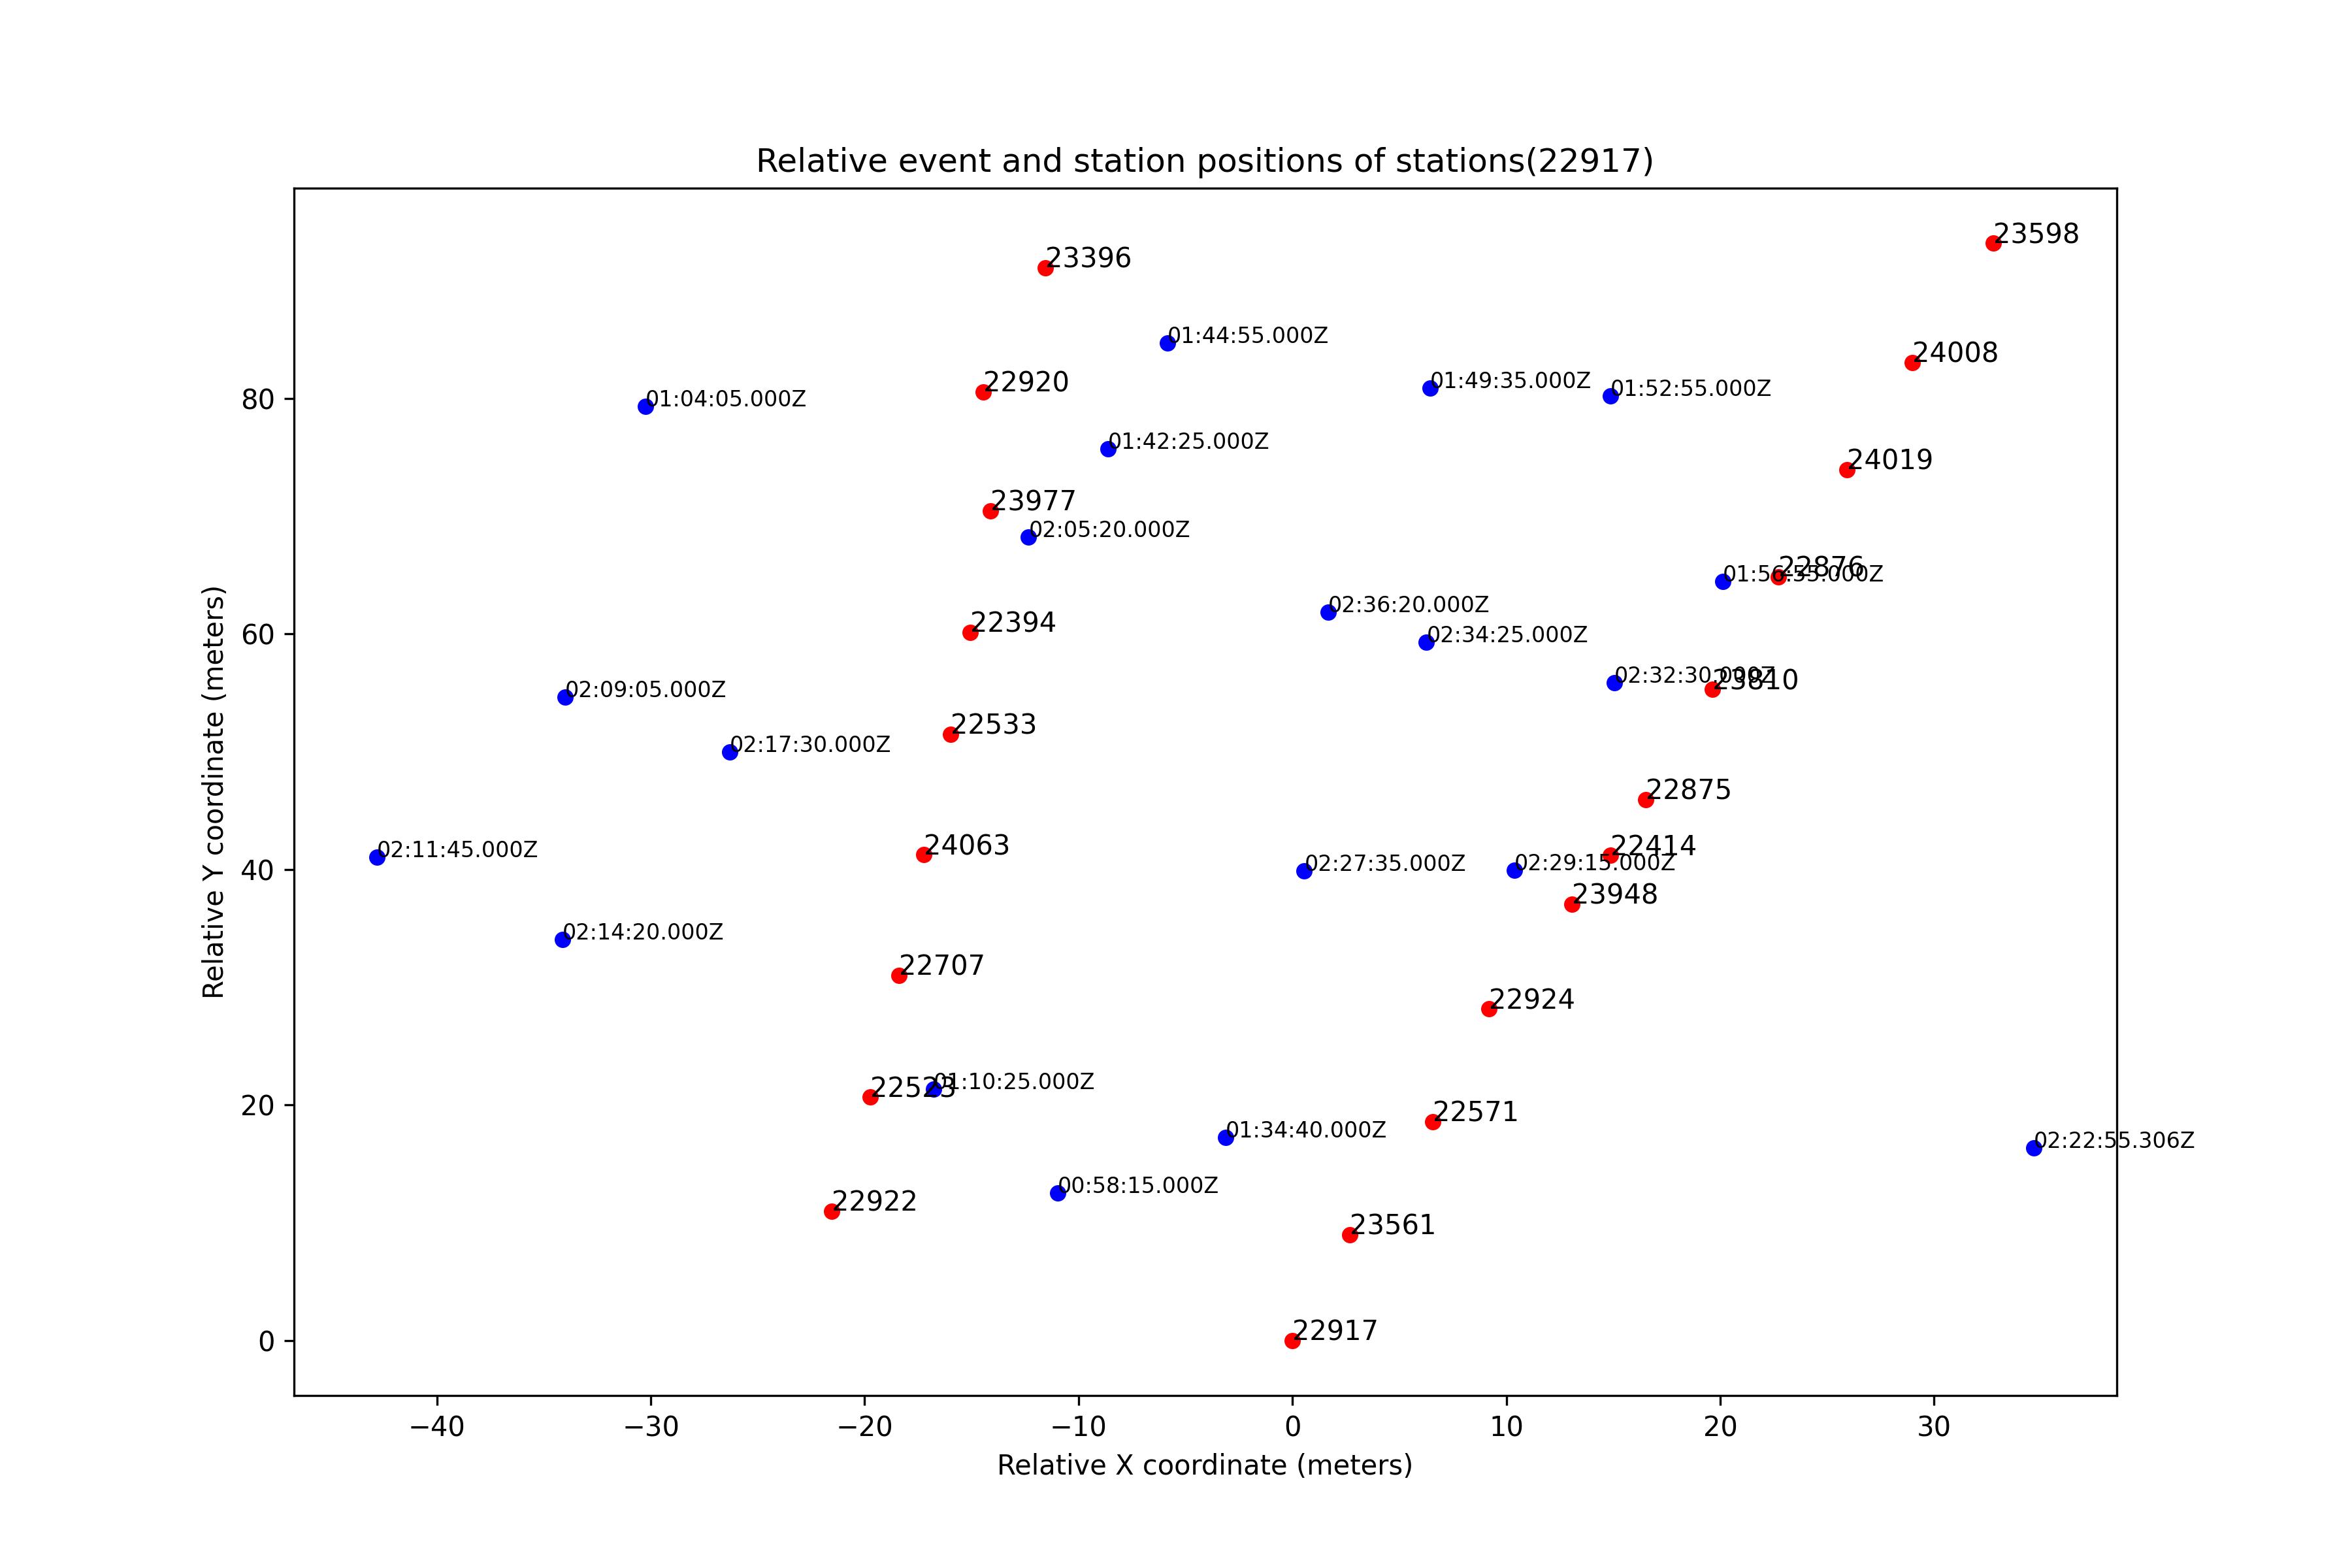 Relative event and station positions of stations(22917)
23598
23396
01:44:55.000Z
24008
22920
01:49:35.000Z
01:52:55.000Z
80
01:04:05.000Z
01:42:25.000Z
24019
23977
02:05:20.000Z
22876
01:56:55.000Z
02:36:20.000Z
60
22394
02:34:25.000Z
02:32:30.000Z
23810
02:09:05.000Z
22533
02:17:30.000Z
22875
24063
22414
02:11:45.000Z
40
02:27:35.000Z
02:29:15.000Z
23948
02:14:20.000Z
22707
22924
22523
01:10:25.000Z
20
22571
01:34:40.000Z
02:22:55.306Z
00:58:15.000Z
22922
23561
22917
0
−40
−30
−20
−10
0
10
20
30
Relative X coordinate (meters)
Relative Y coordinate (meters)